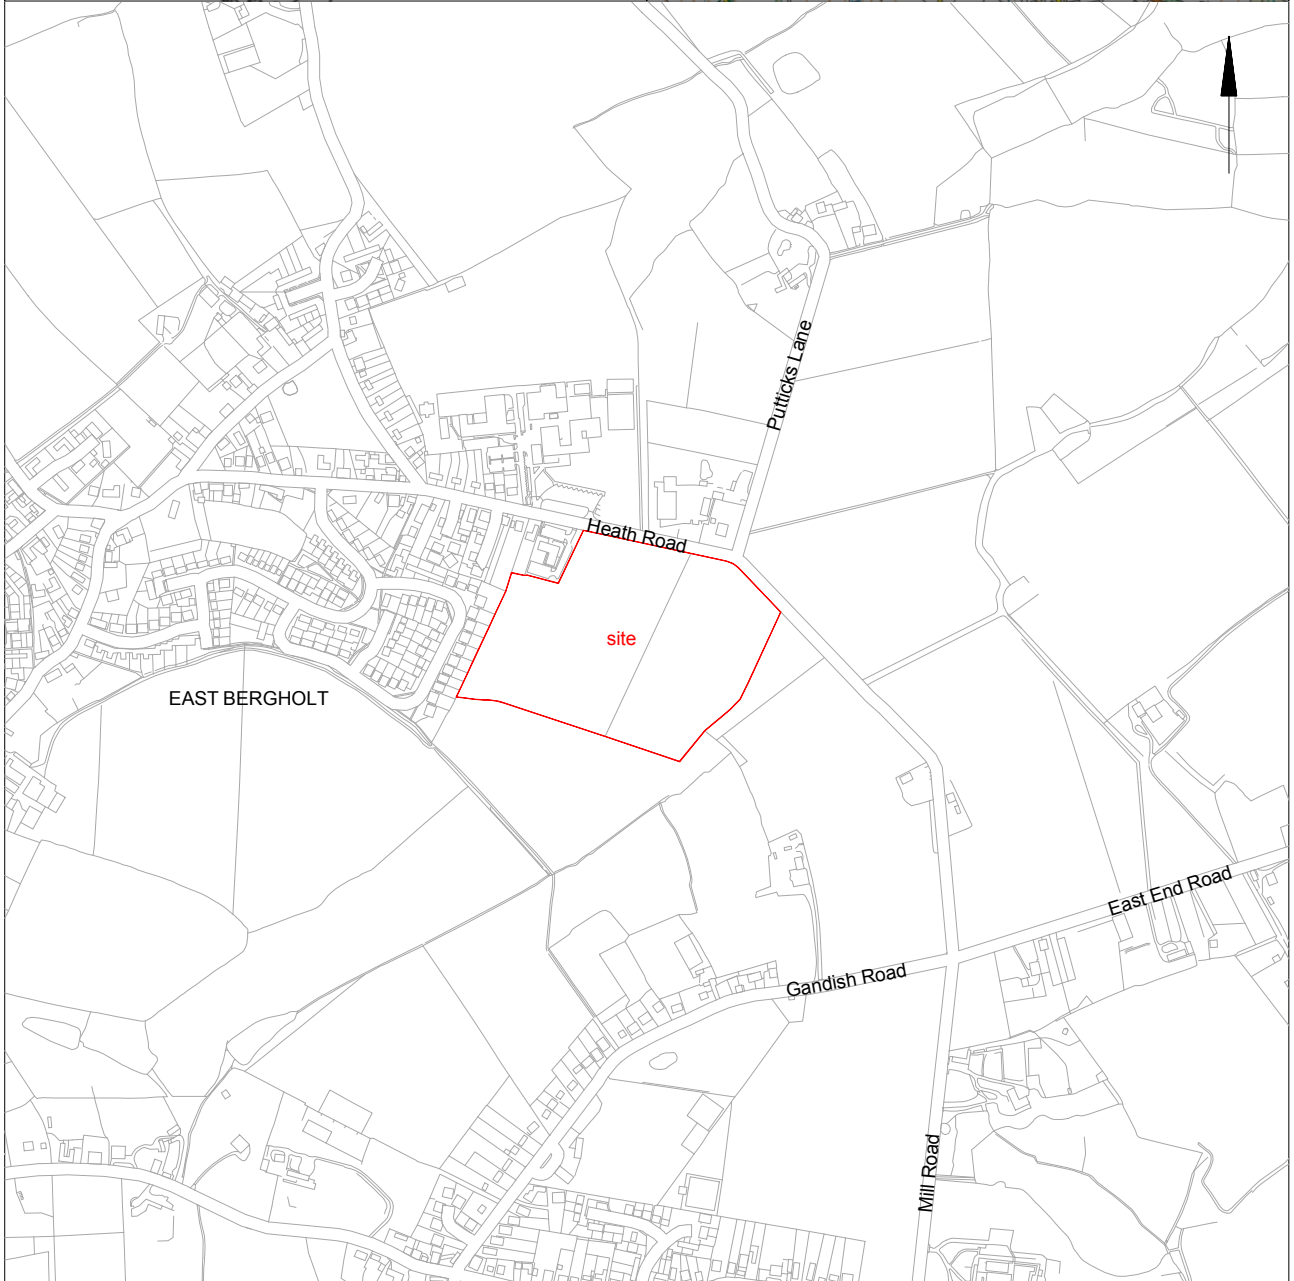 Putticks Lane
Heath Road
site
EAST BERGHOLT
East End Road
Gandish Road
Mill Road